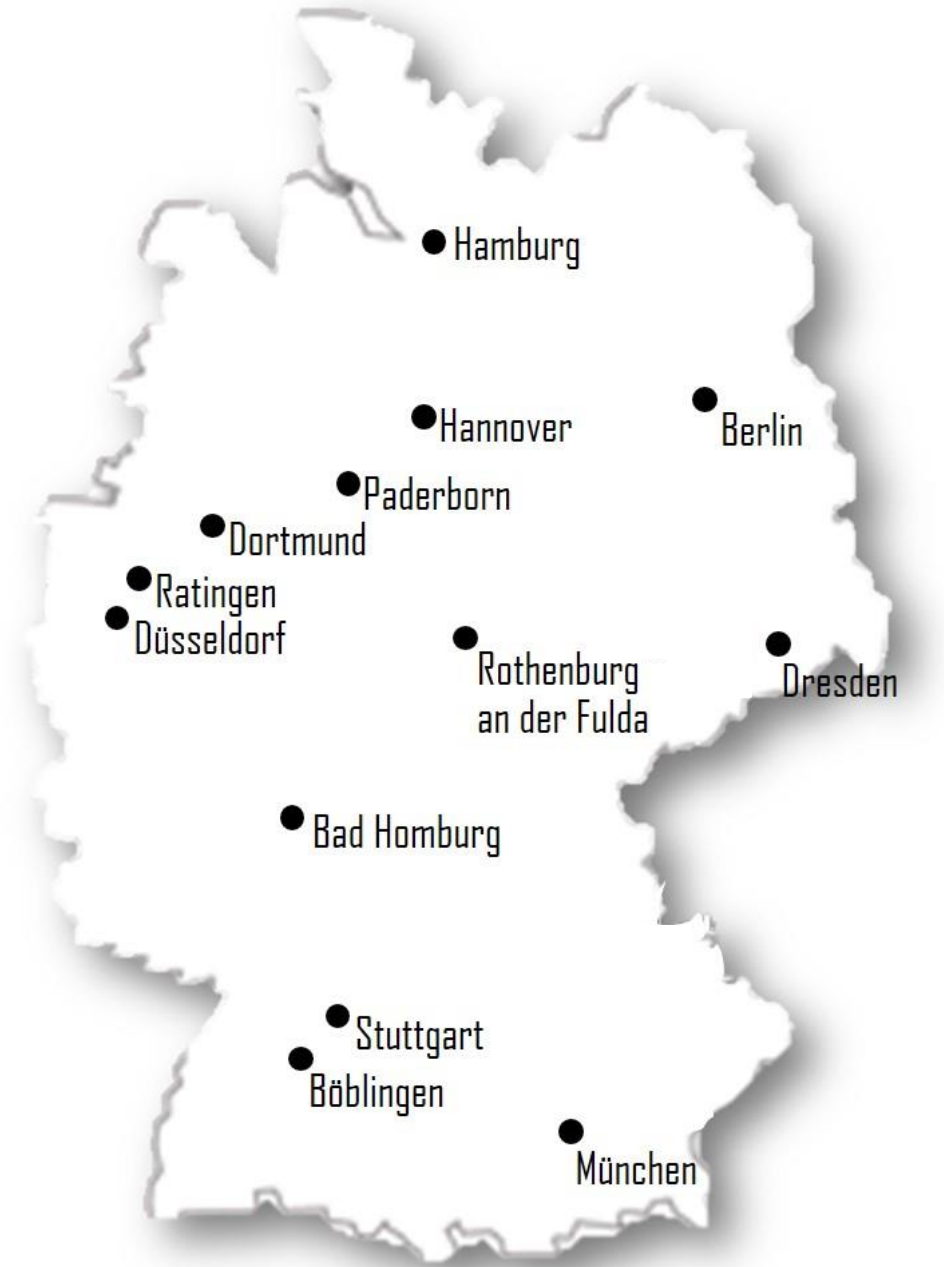 Hamburg
Hannover
Berlin
Paderborn
Dortmund
Ratingen
Düsseldorf
Rothenburg
an der Fulda
Dresden
Bad Homburg
Stuttgart
Böblingen
München